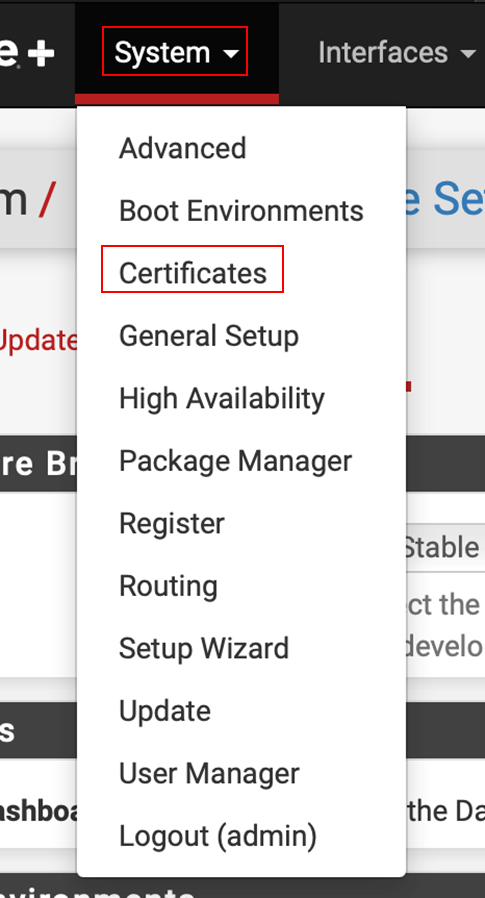 e+ System Interfaces
Advanced
m / e Se
Boot Environments
Certificates
Update
General Setup
High Availability
re Br
Package Manager
Register
Stable
Routing
ct the
Setup Wizard
develo
Update
s
User Manager
ashboa the Da
Logout (admin)
nvironments